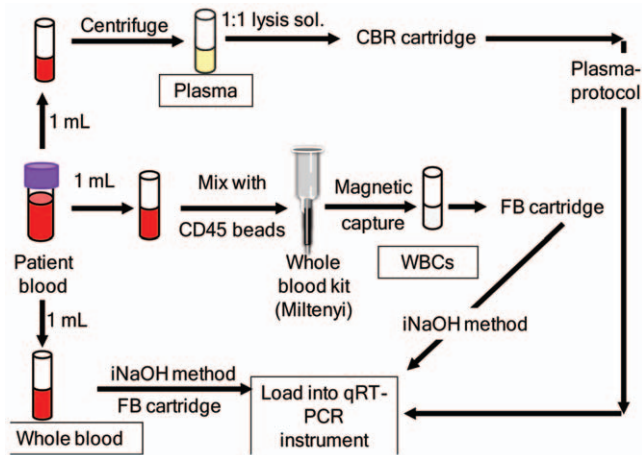 Centrifuge
1:1 lysis sol.
CBR cartridge
Plasma
Plasma-
protocol
1 mL
1 mL
Mix with
CD45 beads
Magnetic
capture
FB cartridge
WBCs
Patient
blood
Whole
blood kit
(Miltenyi)
1 mL
iNaOH method
iNaOH method
FB cartridge
Load into qRT-
PCR
instrument
Whole blood